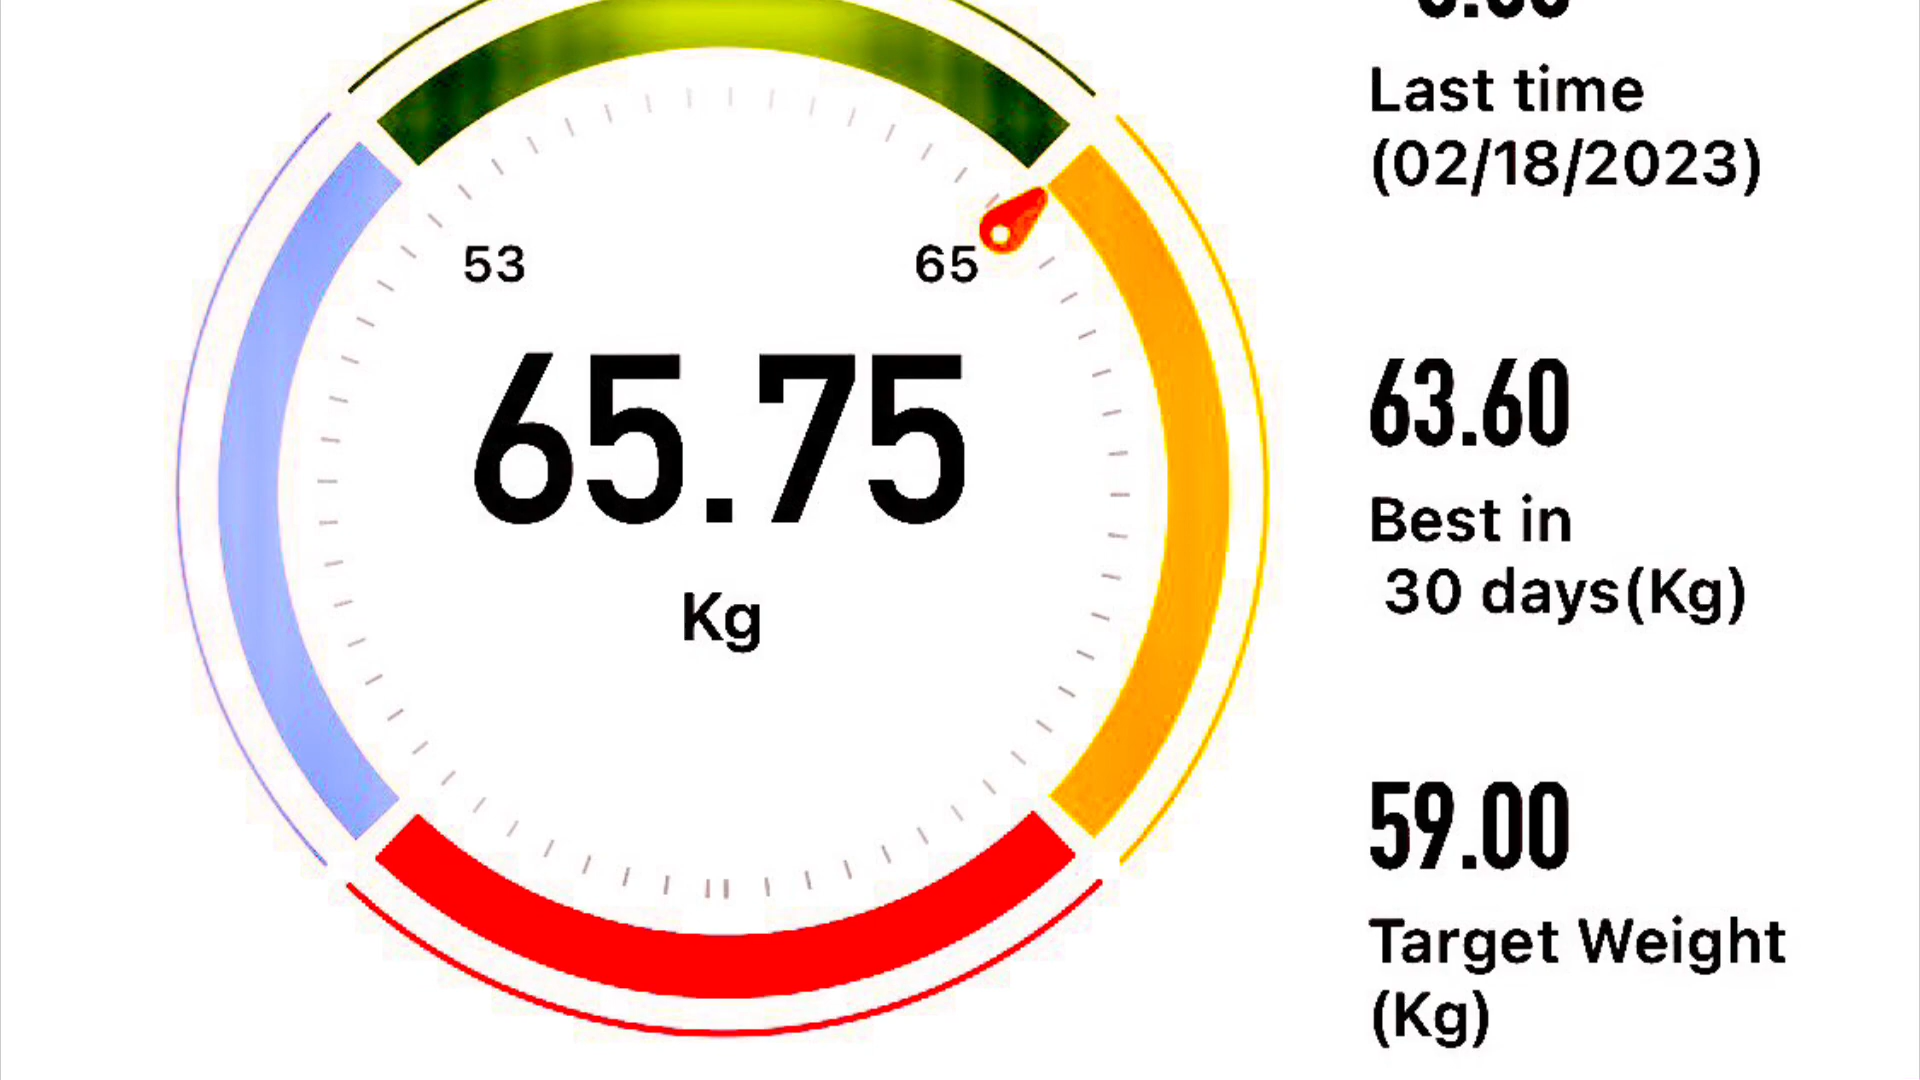 Last time
(02/18/2023)
53
65
65.75
Kg
63.60
Best in
30 days(Kg)
59.00
Target Weight
(Kg)